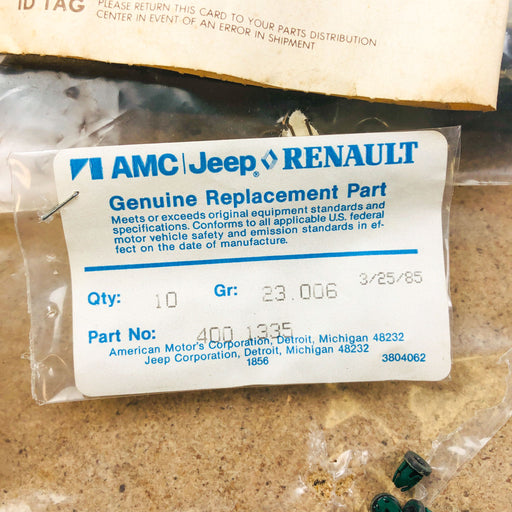 ID TAG PLEASE RETURN THIS CARD TO YOUR PARTS DISTRIBUTION
CENTER IN EVENT OF AN ERROR IN SHIPMENT
AMC Jeep® RENAULT
Genuine Replacement Part
Meets or exceeds original equipment standards and
specifications. Conforms to all applicable U.S. federal
motor vehicle safety and emission standards in ef-
fect on the date of manufacture.
Qty: 10 Gr: 23.006 3/25/85
Part No: 400 1335
American Motor's Corporation, Detroit, Michigan 48232
Jeep Corporation, Detroit, Michigan 48232
1856 3804062